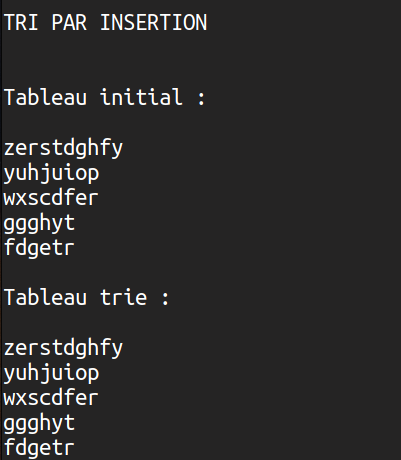 TRI PAR INSERTION
Tableau initial :
zerstdghfy
yuhjuiop
wxscdfer
ggghyt
fdgetr
Tableau trie :
zerstdghfy
yuhjuiop
wxscdfer
ggghyt
fdgetr